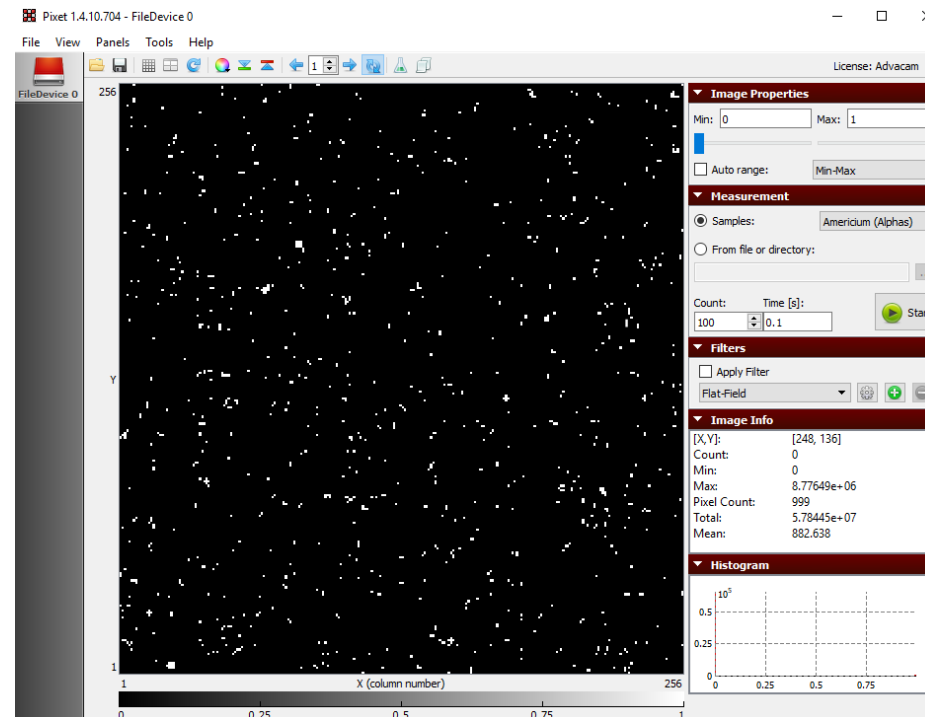 Pixet 1.4.10.704 - FileDevice 0
File View Panels Tools Help
FileDevice 0
1
License: Advacam
256
Y
1
1 X (column number) 256
0 0.25 0.5 0.75 1
Image Properties
Min: 0 Max: 1
Auto range: Min-Max
Measurement
Samples: Americium (Alphas)
From file or directory:
Count: Time [s]:
100 0.1 Star
Filters
Apply Filter
Flat-Field
Image Info
[X,Y]: [248, 136]
Count: 0
Min: 0
Max: 8.77649e+06
Pixel Count: 999
Total: 5.78445e+07
Mean: 882.638
Histogram
10⁵
0.5
0.25
0
0 0.25 0.5 0.75